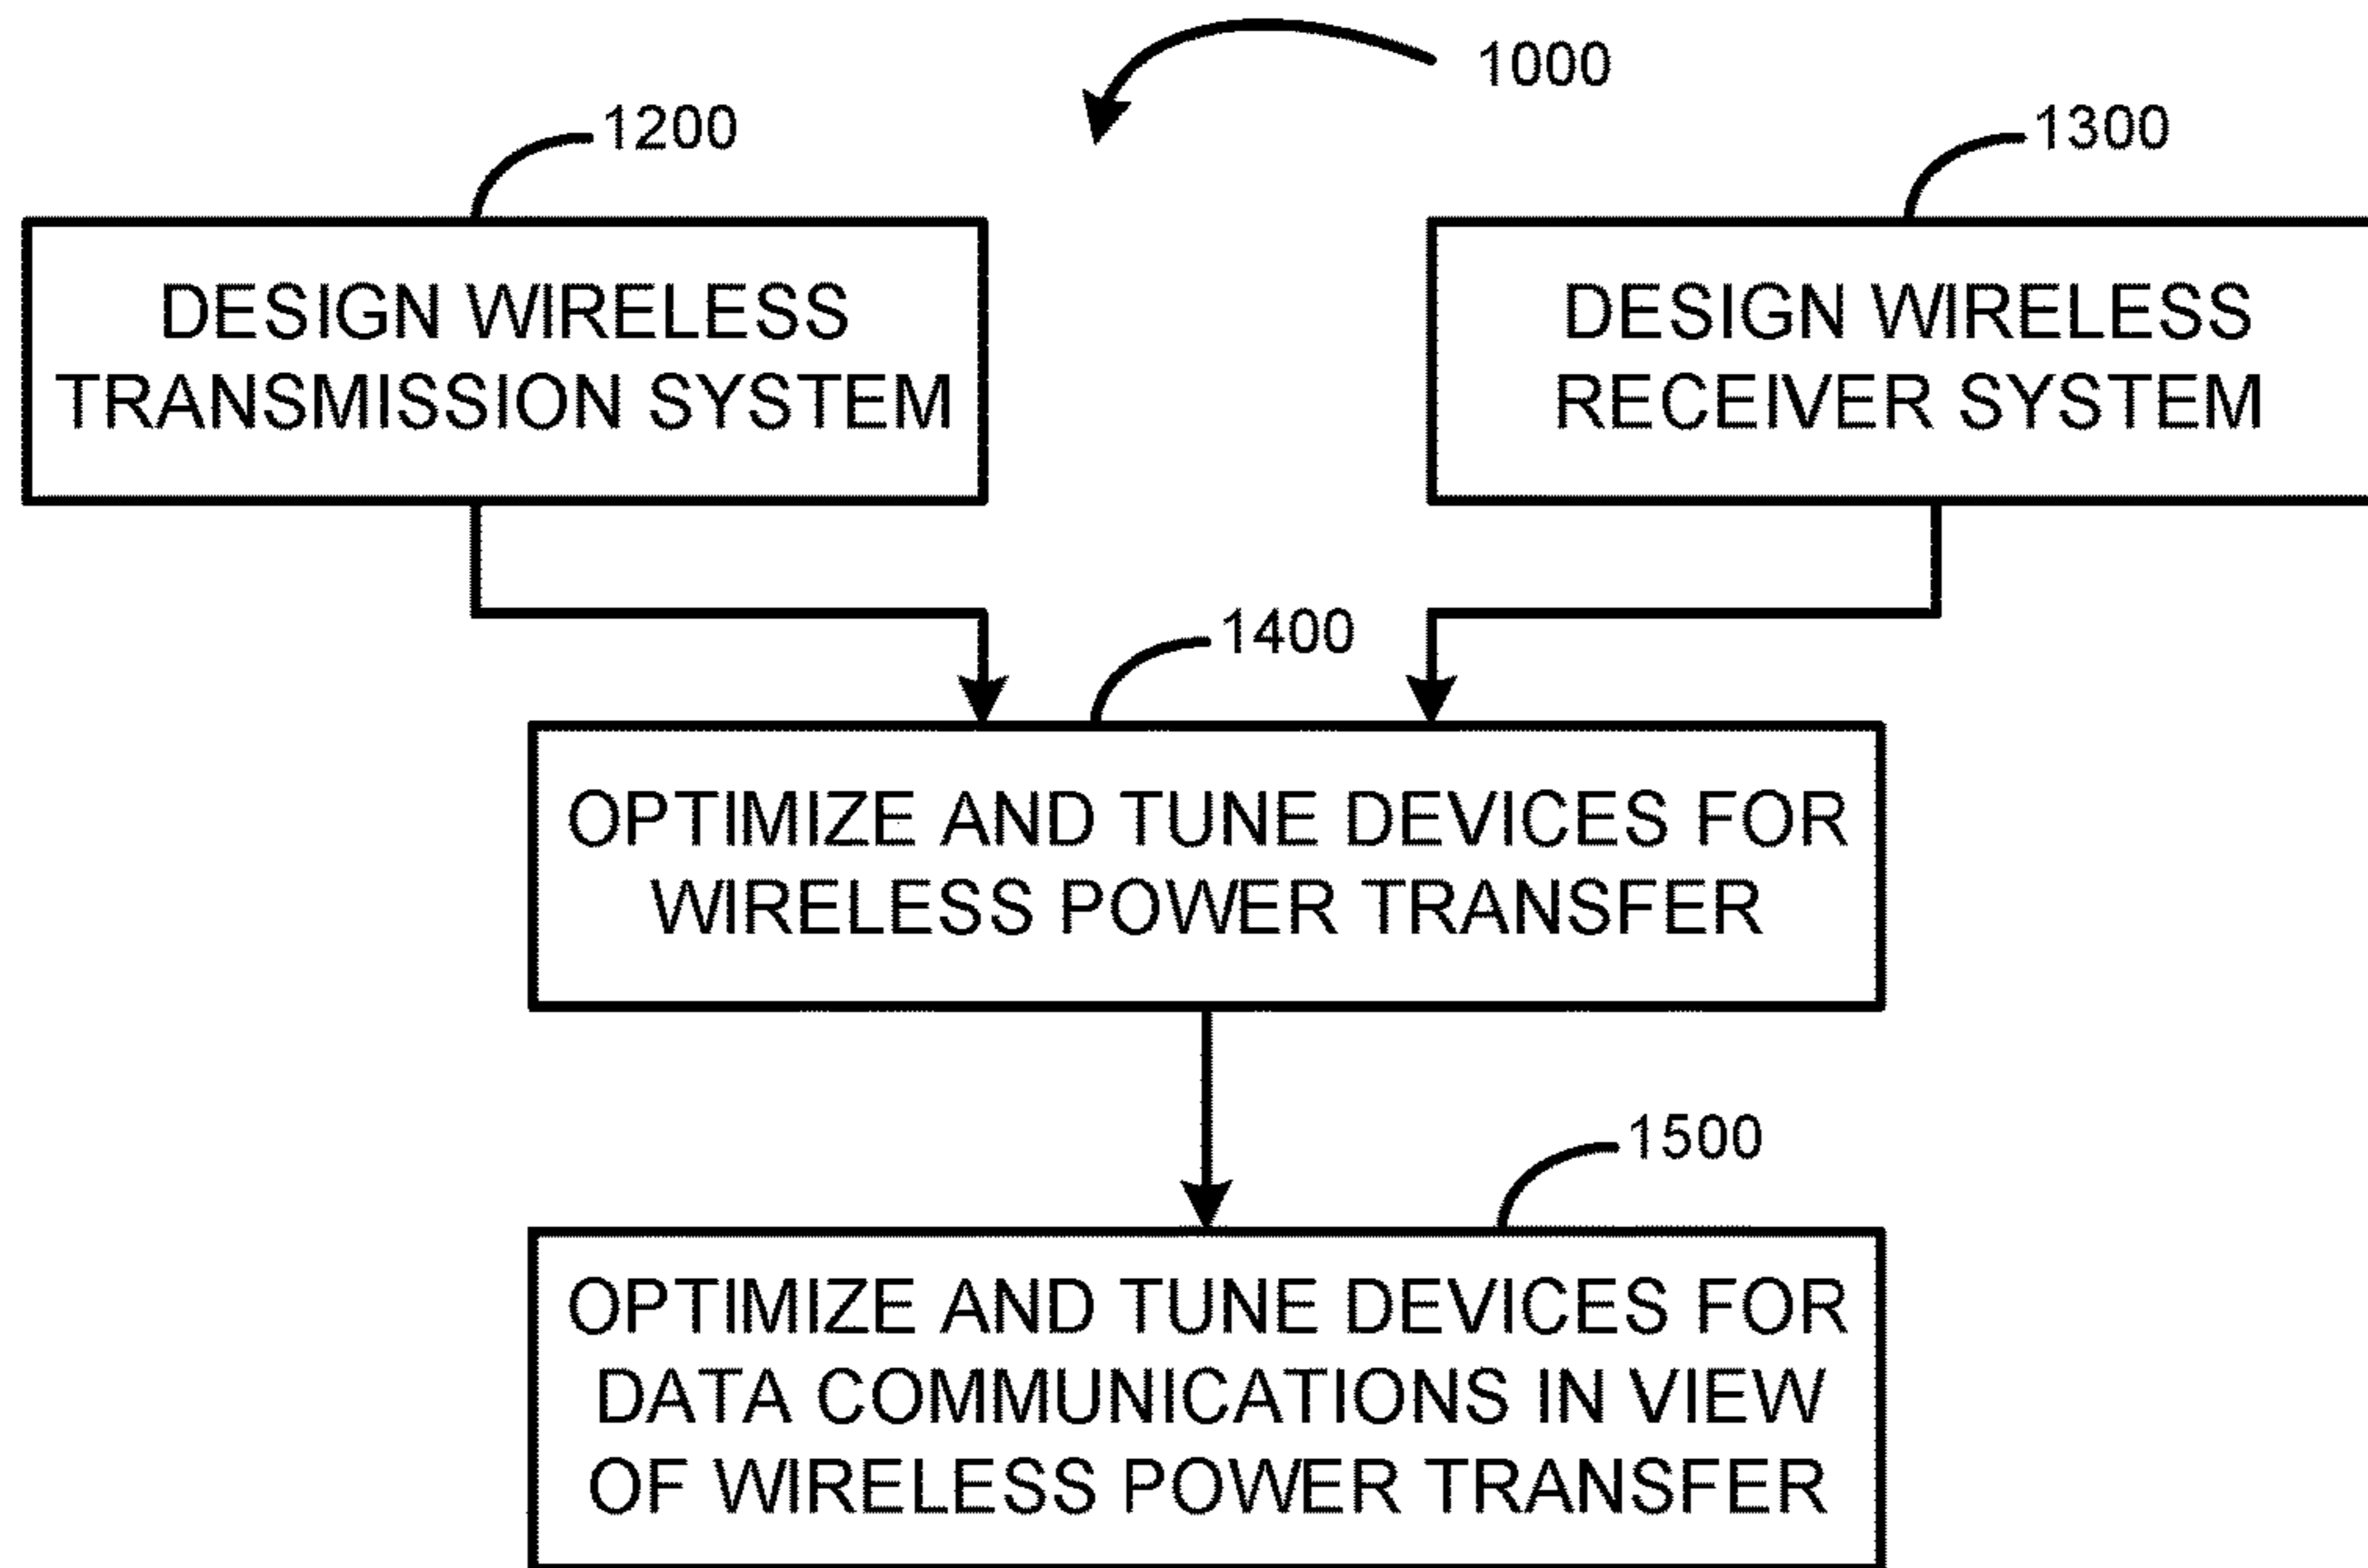 1000
1200
1300
DESIGN WIRELESS
TRANSMISSION SYSTEM
DESIGN WIRELESS
RECEIVER SYSTEM
1400
OPTIMIZE AND TUNE DEVICES FOR
WIRELESS POWER TRANSFER
1500
OPTIMIZE AND TUNE DEVICES FOR
DATA COMMUNICATIONS IN VIEW
OF WIRELESS POWER TRANSFER